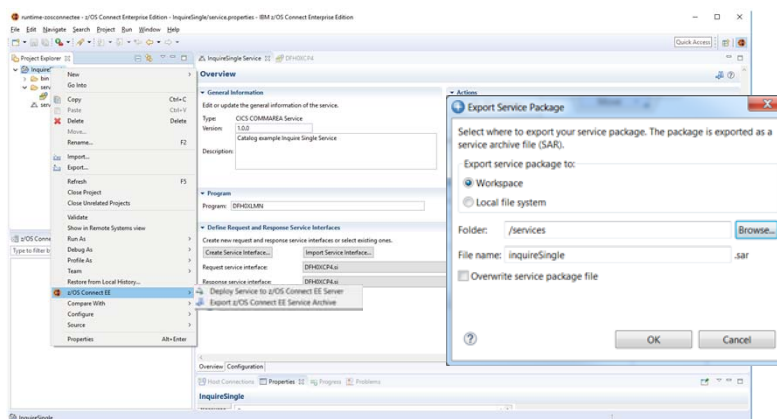 runtime-zosconnectee - z/OS Connect Enterprise Edition - InquireSingle/service.properties - IBM z/OS Connect Enterprise Edition
File Edit Navigate Search Project Run Window Help
Quick Access
Project Explorer
InquireSingle Service DFH0XCP4
Inquire
bin
serv
serv
New
Go Into
Copy Ctrl+C
Paste Ctrl+V
Delete Delete
Move...
Rename... F2
Import...
Export...
Refresh F5
Close Project
Close Unrelated Projects
Validate
Show in Remote Systems view
Run As
Debug As
Profile As
Team
Restore from Local History...
z/OS Connect EE
Compare With
Configure
Source
Properties Alt+Enter
Deploy Service to z/OS Connect EE Server
Export z/OS Connect EE Service Archive
z/OS Conne
Type to filter b
Overview
General Information
Edit or update the general information of the service.
Type: CICS COMMAREA Service
Version: 1.0.0
Description: Catalog example Inquire Single Service
Program
Program: DFH0XLMN
Define Request and Response Service Interfaces
Create new request and response service interfaces or select existing ones.
Create Service Interface... Import Service Interface...
Request service interface: DFH0XCP4.si
Response service interface: DFH0XCP4.si
Overview Configuration
Host Connections Properties Progress Problems
InquireSingle
Actions
Export Service Package
Select where to export your service package. The package is exported as a
service archive file (SAR).
Export service package to:
Workspace
Local file system
Folder: /services Browse...
File name: inquireSingle .sar
Overwrite service package file
OK Cancel
InquireSingle